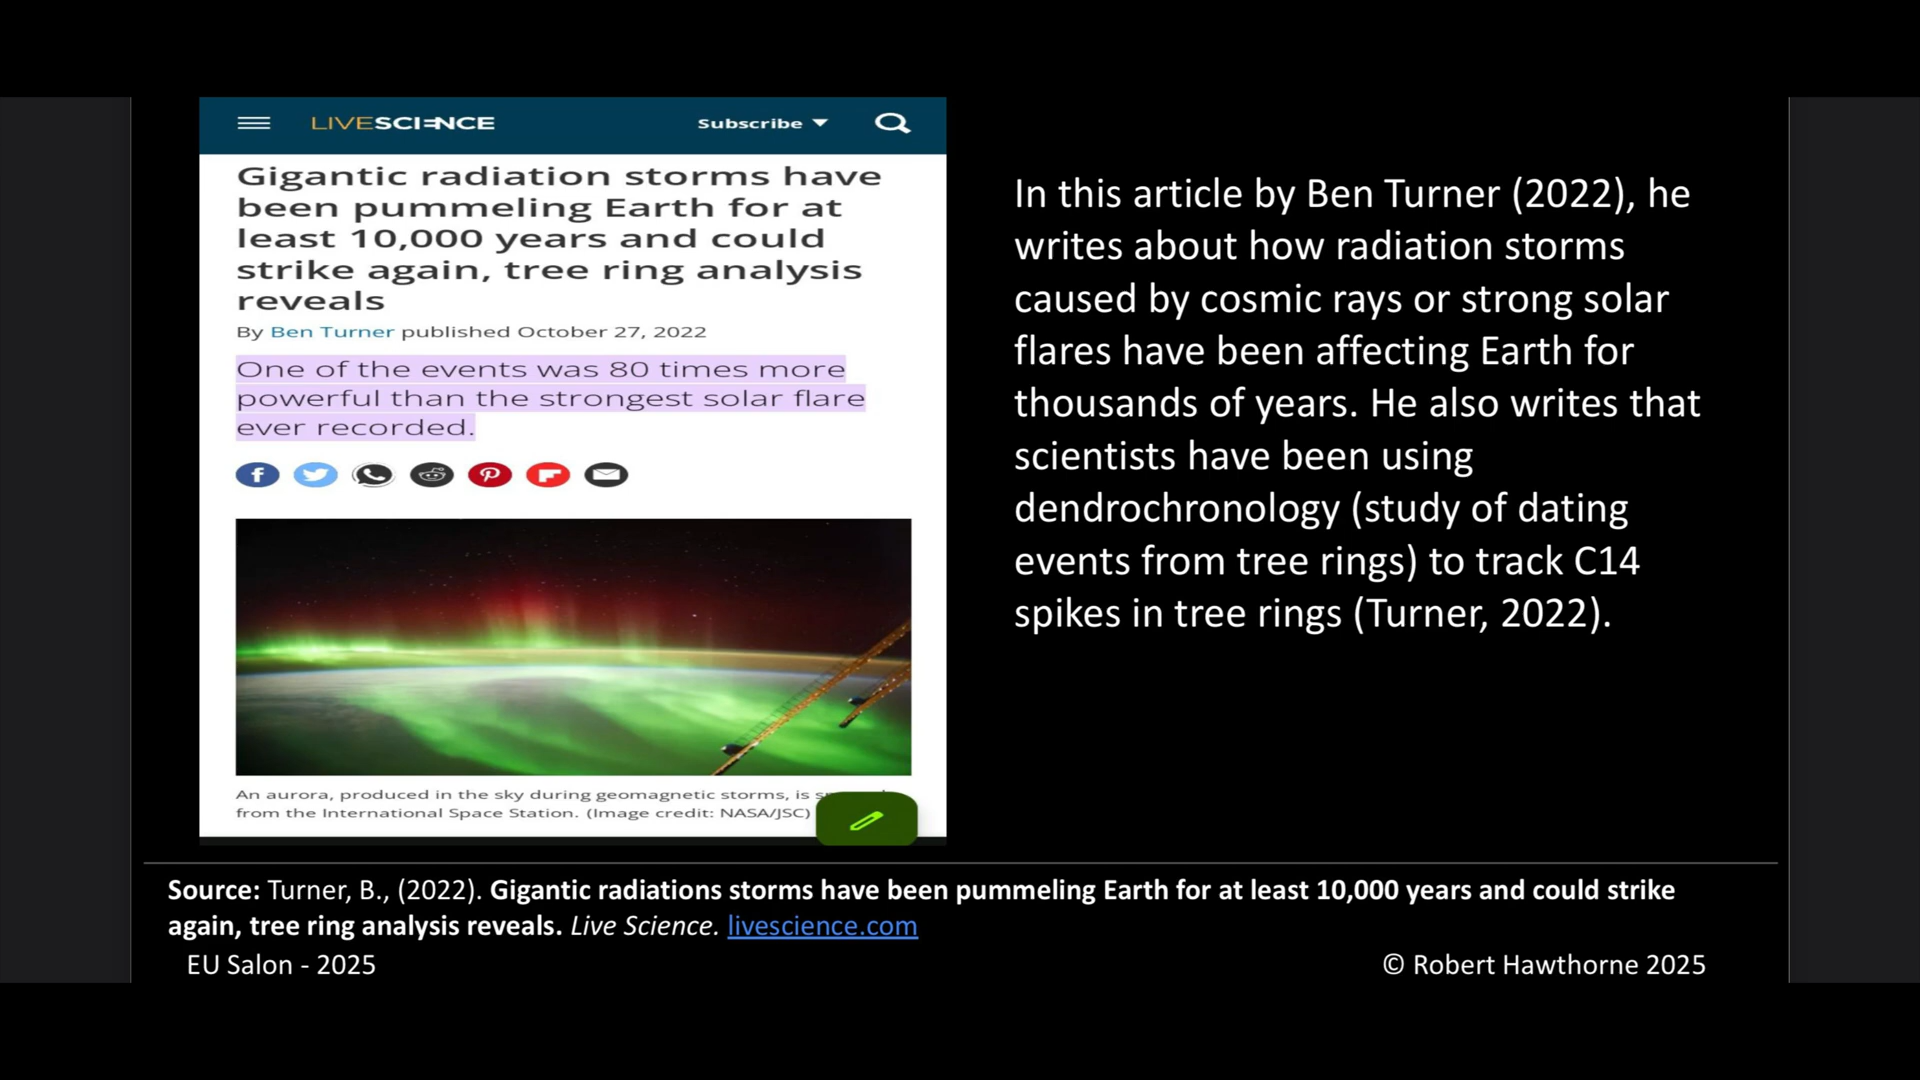 LIVESCIENCE
Subscribe
Gigantic radiation storms have
been pummeling Earth for at
least 10,000 years and could
strike again, tree ring analysis
reveals
By Ben Turner published October 27, 2022
One of the events was 80 times more
powerful than the strongest solar flare
ever recorded.
An aurora, produced in the sky during geomagnetic storms, is
from the International Space Station. (Image credit: NASA/JSC)
In this article by Ben Turner (2022), he
writes about how radiation storms
caused by cosmic rays or strong solar
flares have been affecting Earth for
thousands of years. He also writes that
scientists have been using
dendrochronology (study of dating
events from tree rings) to track C14
spikes in tree rings (Turner, 2022).
Source: Turner, B., (2022). Gigantic radiations storms have been pummeling Earth for at least 10,000 years and could strike
again, tree ring analysis reveals. Live Science. livescience.com
EU Salon - 2025
© Robert Hawthorne 2025